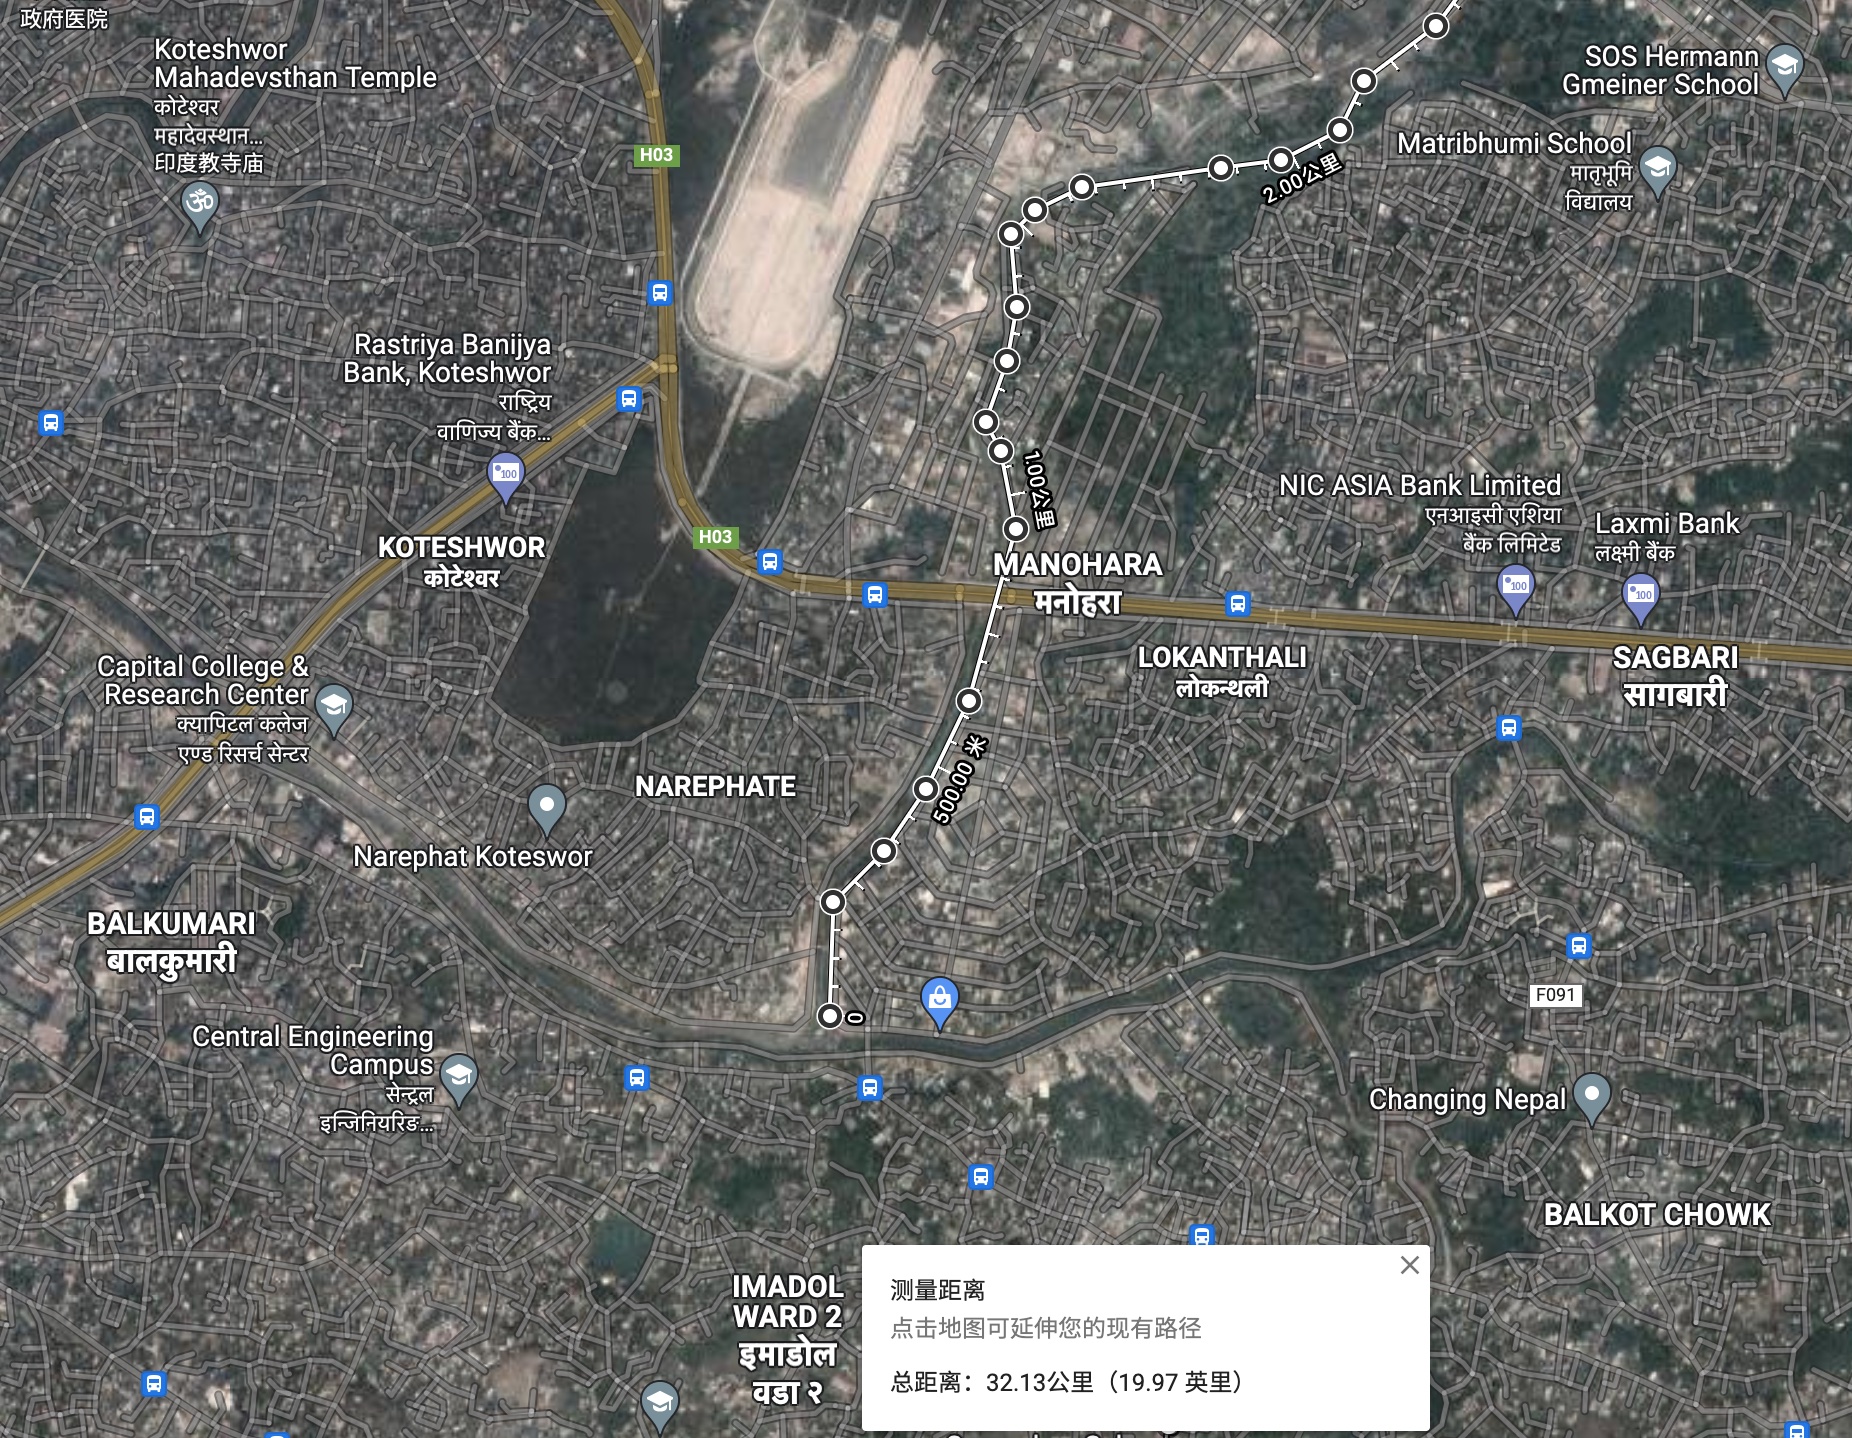 政府医院
Koteshwor
Mahadevsthan Temple
कोटेश्वर
महादेवस्थान...
印度教寺庙
SOS Hermann
Gmeiner School
Matribhumi School
मातृभूमि
विद्यालय
H03
2.00公里
Rastriya Banijya
Bank, Koteshwor
राष्ट्रिय
वाणिज्य बैंक...
100
1.00公里
NIC ASIA Bank Limited
एनआइसी एशिया
बैंक लिमिटेड
100
Laxmi Bank
लक्ष्मी बैंक
100
KOTESHWOR
कोटेश्वर
H03
MANOHARA
मनोहरा
LOKANTHALI
लोकन्थली
SAGBARI
सागबारी
Capital College &
Research Center
क्यापिटल कलेज
एण्ड रिसर्च सेन्टर
500.00 米
NAREPHATE
Narephat Koteswor
BALKUMARI
बालकुमारी
0
F091
Central Engineering
Campus
सेन्ट्रल
इन्जिनियरिङ...
Changing Nepal
BALKOT CHOWK
IMADOL
WARD 2
इमाडोल
वडा २
测量距离
点击地图可延伸您的现有路径
总距离：32.13公里（19.97 英里）